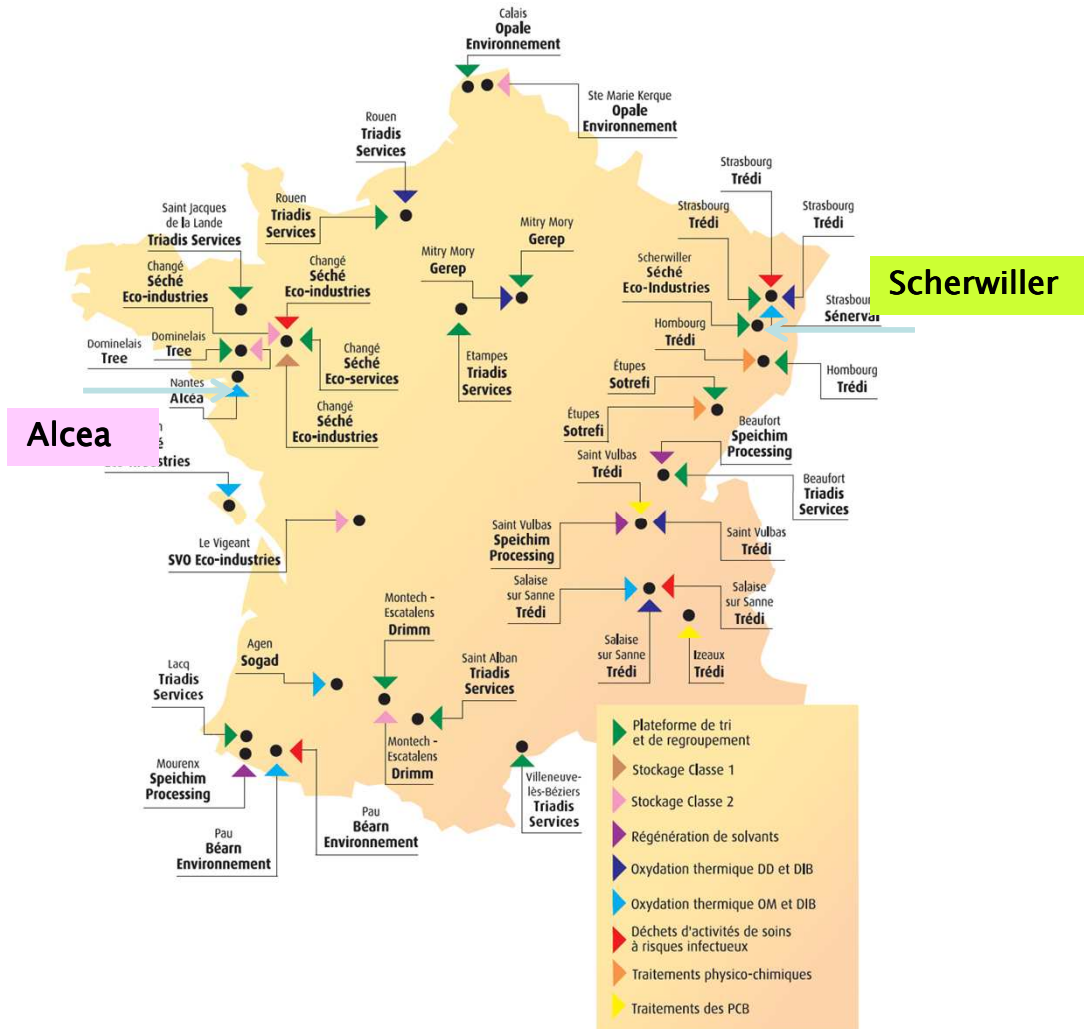 Calais
Opale
Environnement
Ste Marie Kerque
Opale
Environnement
Rouen
Triadis
Services
Rouen
Triadis
Services
Saint Jacques
de la Lande
Triadis Services
Changé
Séché
Eco-industries
Changé
Séché
Eco-industries
Dominelais
Tree
Dominelais
Tree
Changé
Séché
Eco-services
Changé
Séché
Eco-industries
Nantes
Alcéa
Alcea
Mitry Mory
Gerep
Mitry Mory
Gerep
Etampes
Triadis
Services
Strasbourg
Trédi
Strasbourg
Trédi
Strasbourg
Trédi
Scherwiller
Séché
Eco-Industries
Scherwiller
Sénerval
Hombourg
Trédi
Hombourg
Trédi
Étupes
Sotrefi
Étupes
Sotrefi
Beaufort
Speichim
Processing
Beaufort
Triadis
Services
Saint Vulbas
Trédi
Saint Vulbas
Speichim
Processing
Saint Vulbas
Trédi
Le Vigeant
SVO Eco-industries
Salaise
sur Sanne
Trédi
Salaise
sur Sanne
Trédi
Salaise
sur Sanne
Trédi
Izeaux
Trédi
Montech -
Escatalens
Drimm
Agen
Sogad
Saint Alban
Triadis
Services
Lacq
Triadis
Services
Montech -
Escatalens
Drimm
Mourenx
Speichim
Processing
Pau
Béarn
Environnement
Pau
Béarn
Environnement
Villeneuve-
lès-Béziers
Triadis
Services
Plateforme de tri
et de regroupement
Stockage Classe 1
Stockage Classe 2
Régénération de solvants
Oxydation thermique DD et DIB
Oxydation thermique OM et DIB
Déchets d'activités de soins
à risques infectueux
Traitements physico-chimiques
Traitements des PCB